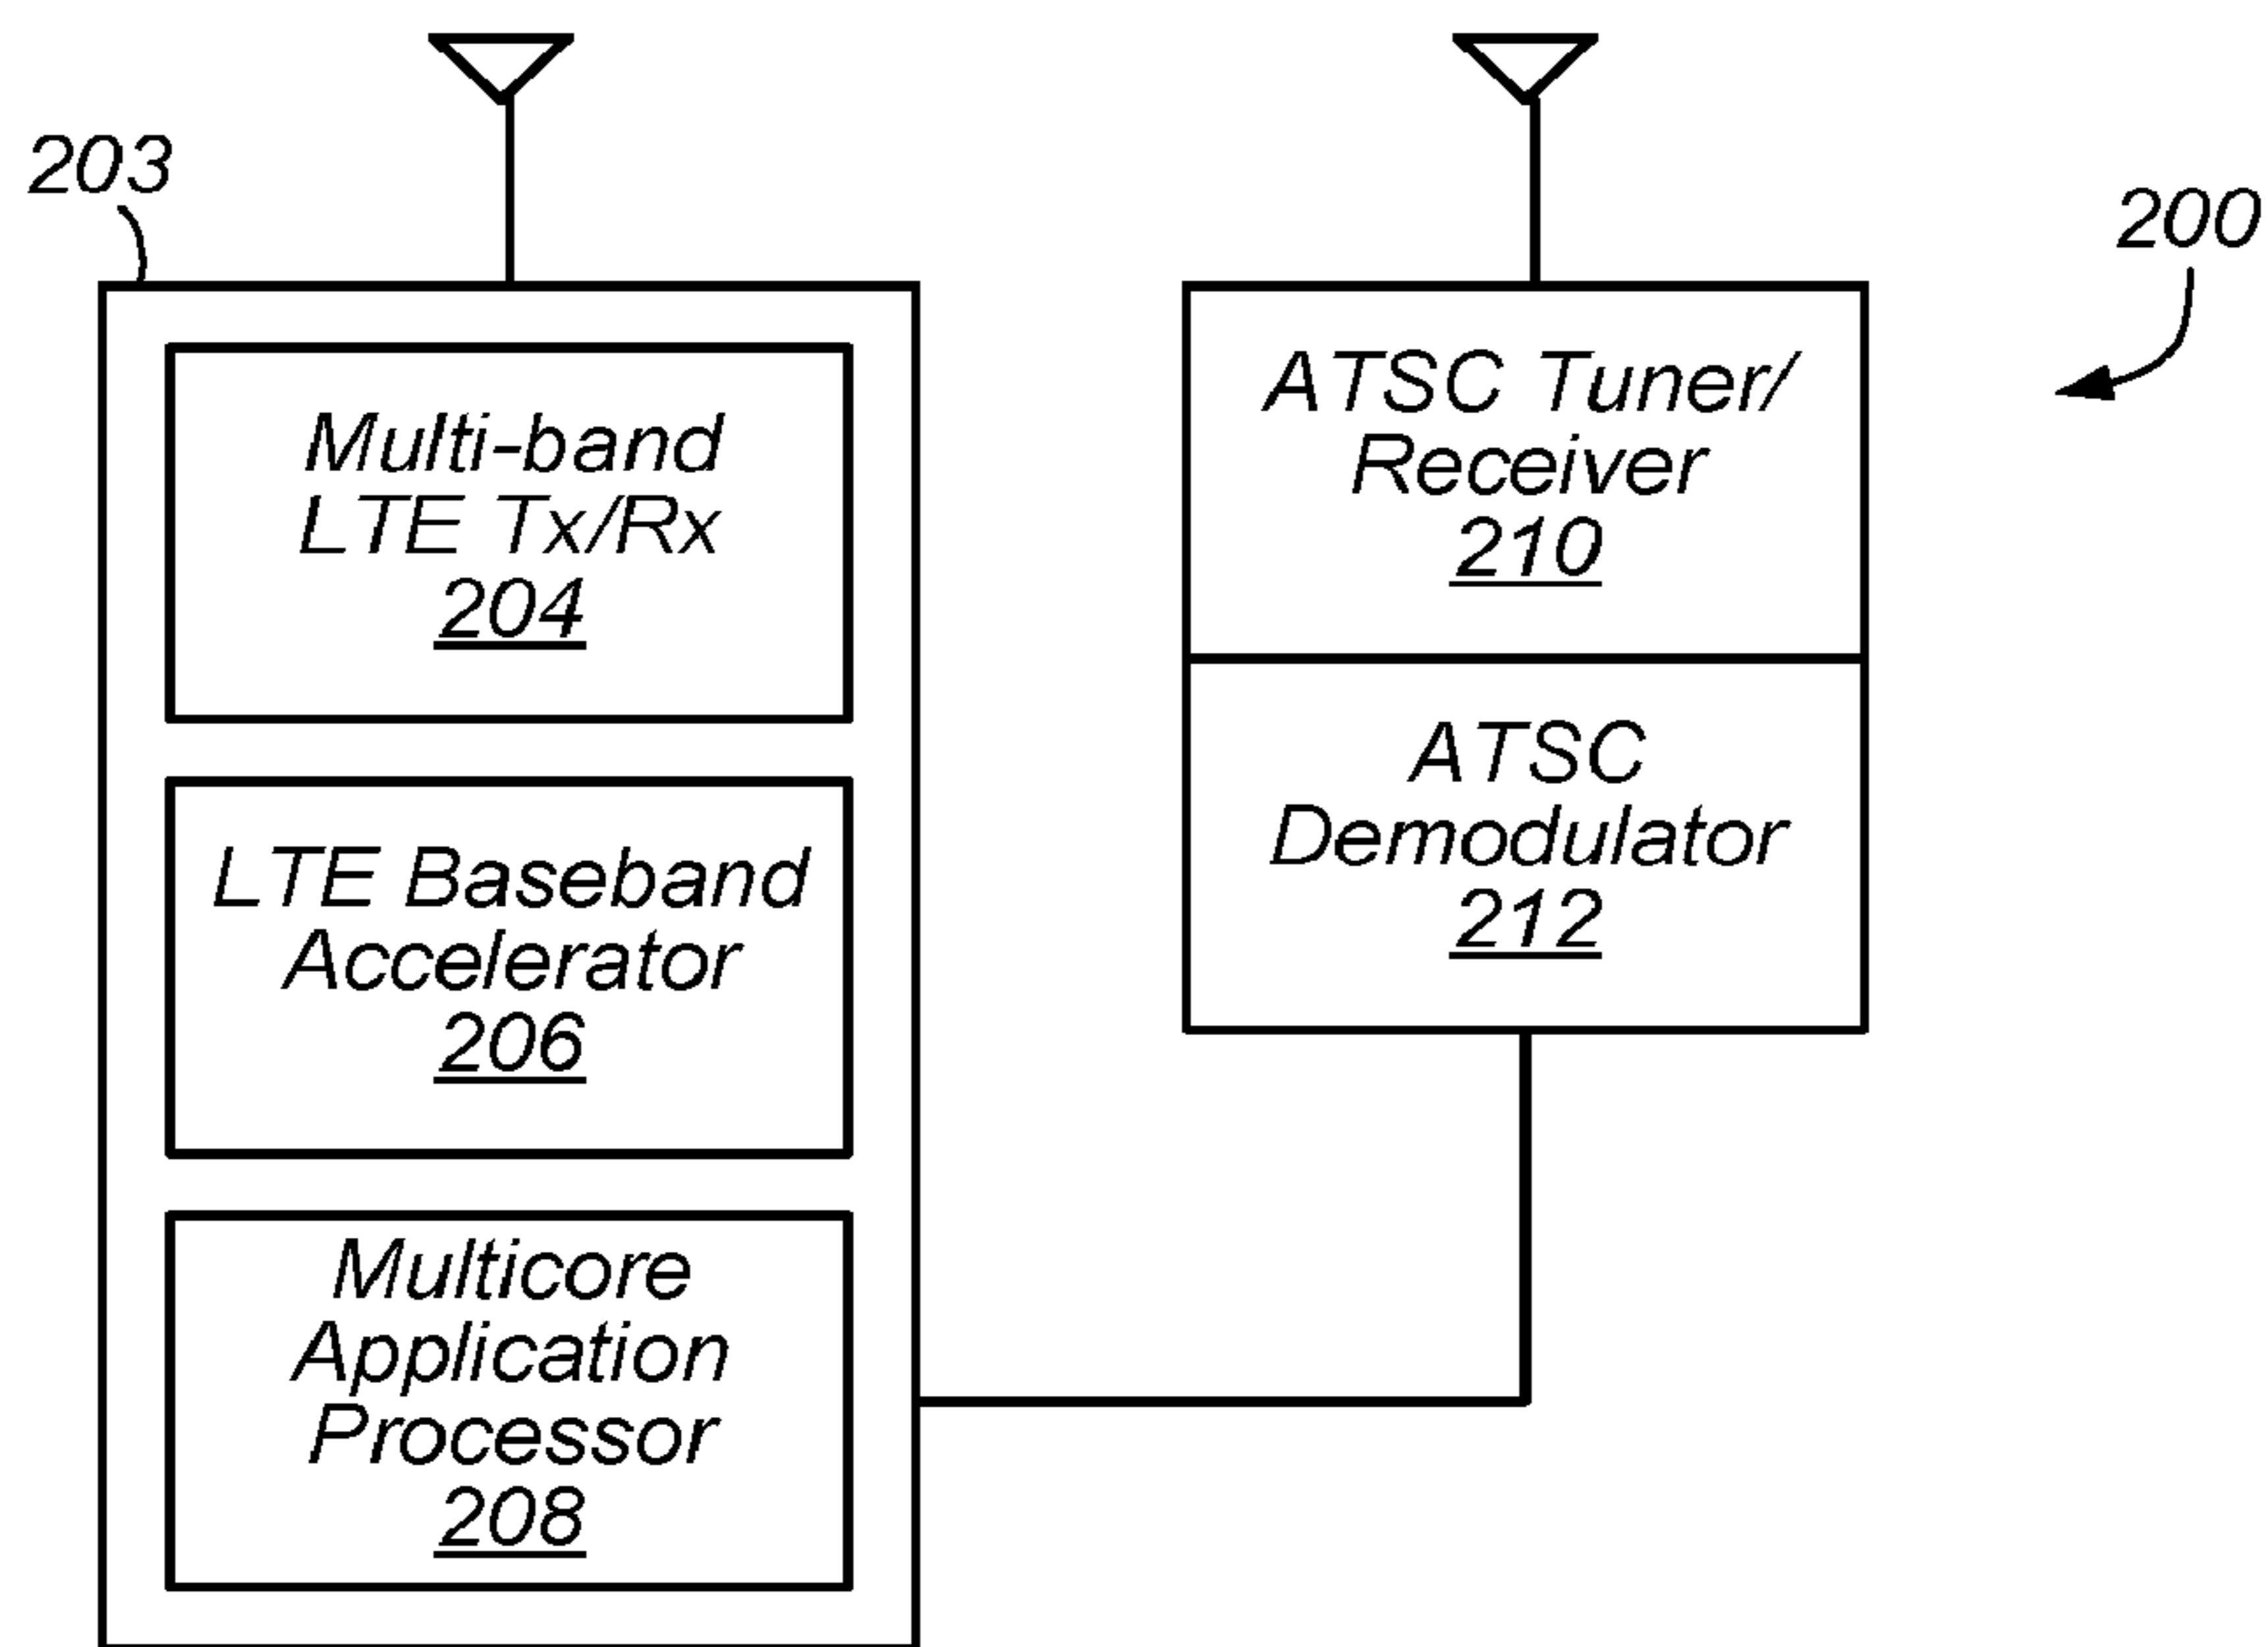 203
200
Multi-band
LTE Tx/Rx
204
LTE Baseband
Accelerator
206
Multicore
Application
Processor
208
ATSC Tuner/
Receiver
210
ATSC
Demodulator
212